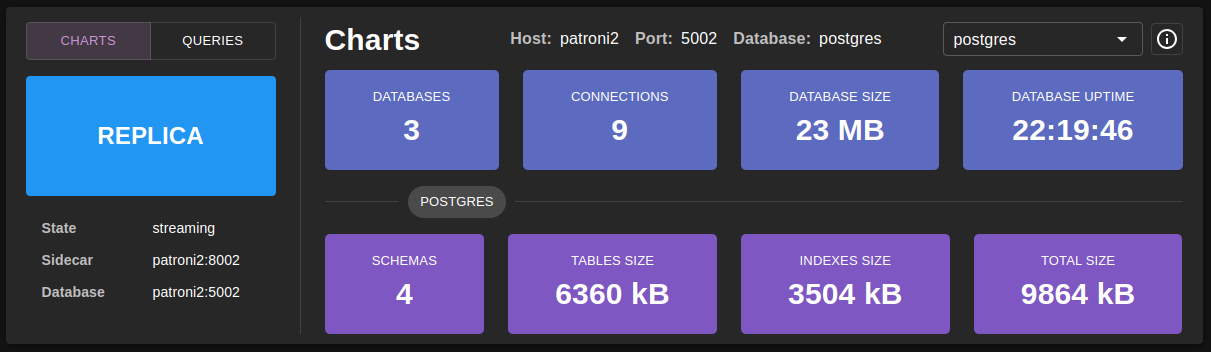 CHARTS QUERIES
REPLICA
State streaming
Sidecar patroni2:8002
Database patroni2:5002
Charts Host: patroni2 Port: 5002 Database: postgres postgres
DATABASES CONNECTIONS DATABASE SIZE DATABASE UPTIME
3 9 23 MB 22:19:46
POSTGRES
SCHEMAS TABLES SIZE INDEXES SIZE TOTAL SIZE
4 6360 kB 3504 kB 9864 kB